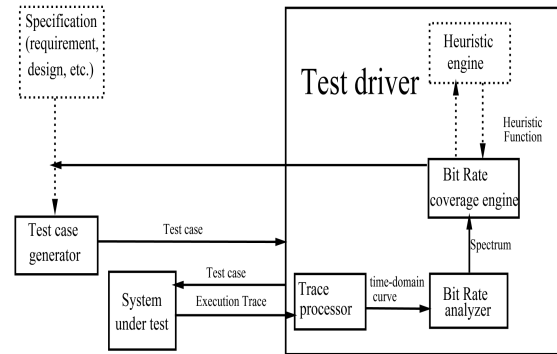 Specification
(requirement,
design, etc.)
Heuristic
engine
Test driver
Heuristic
Function
Bit Rate
coverage engine
Test case
generator
Test case
Spectrum
Test case
System
under test
Execution Trace
Trace
processor
time-domain
curve
Bit Rate
analyzer